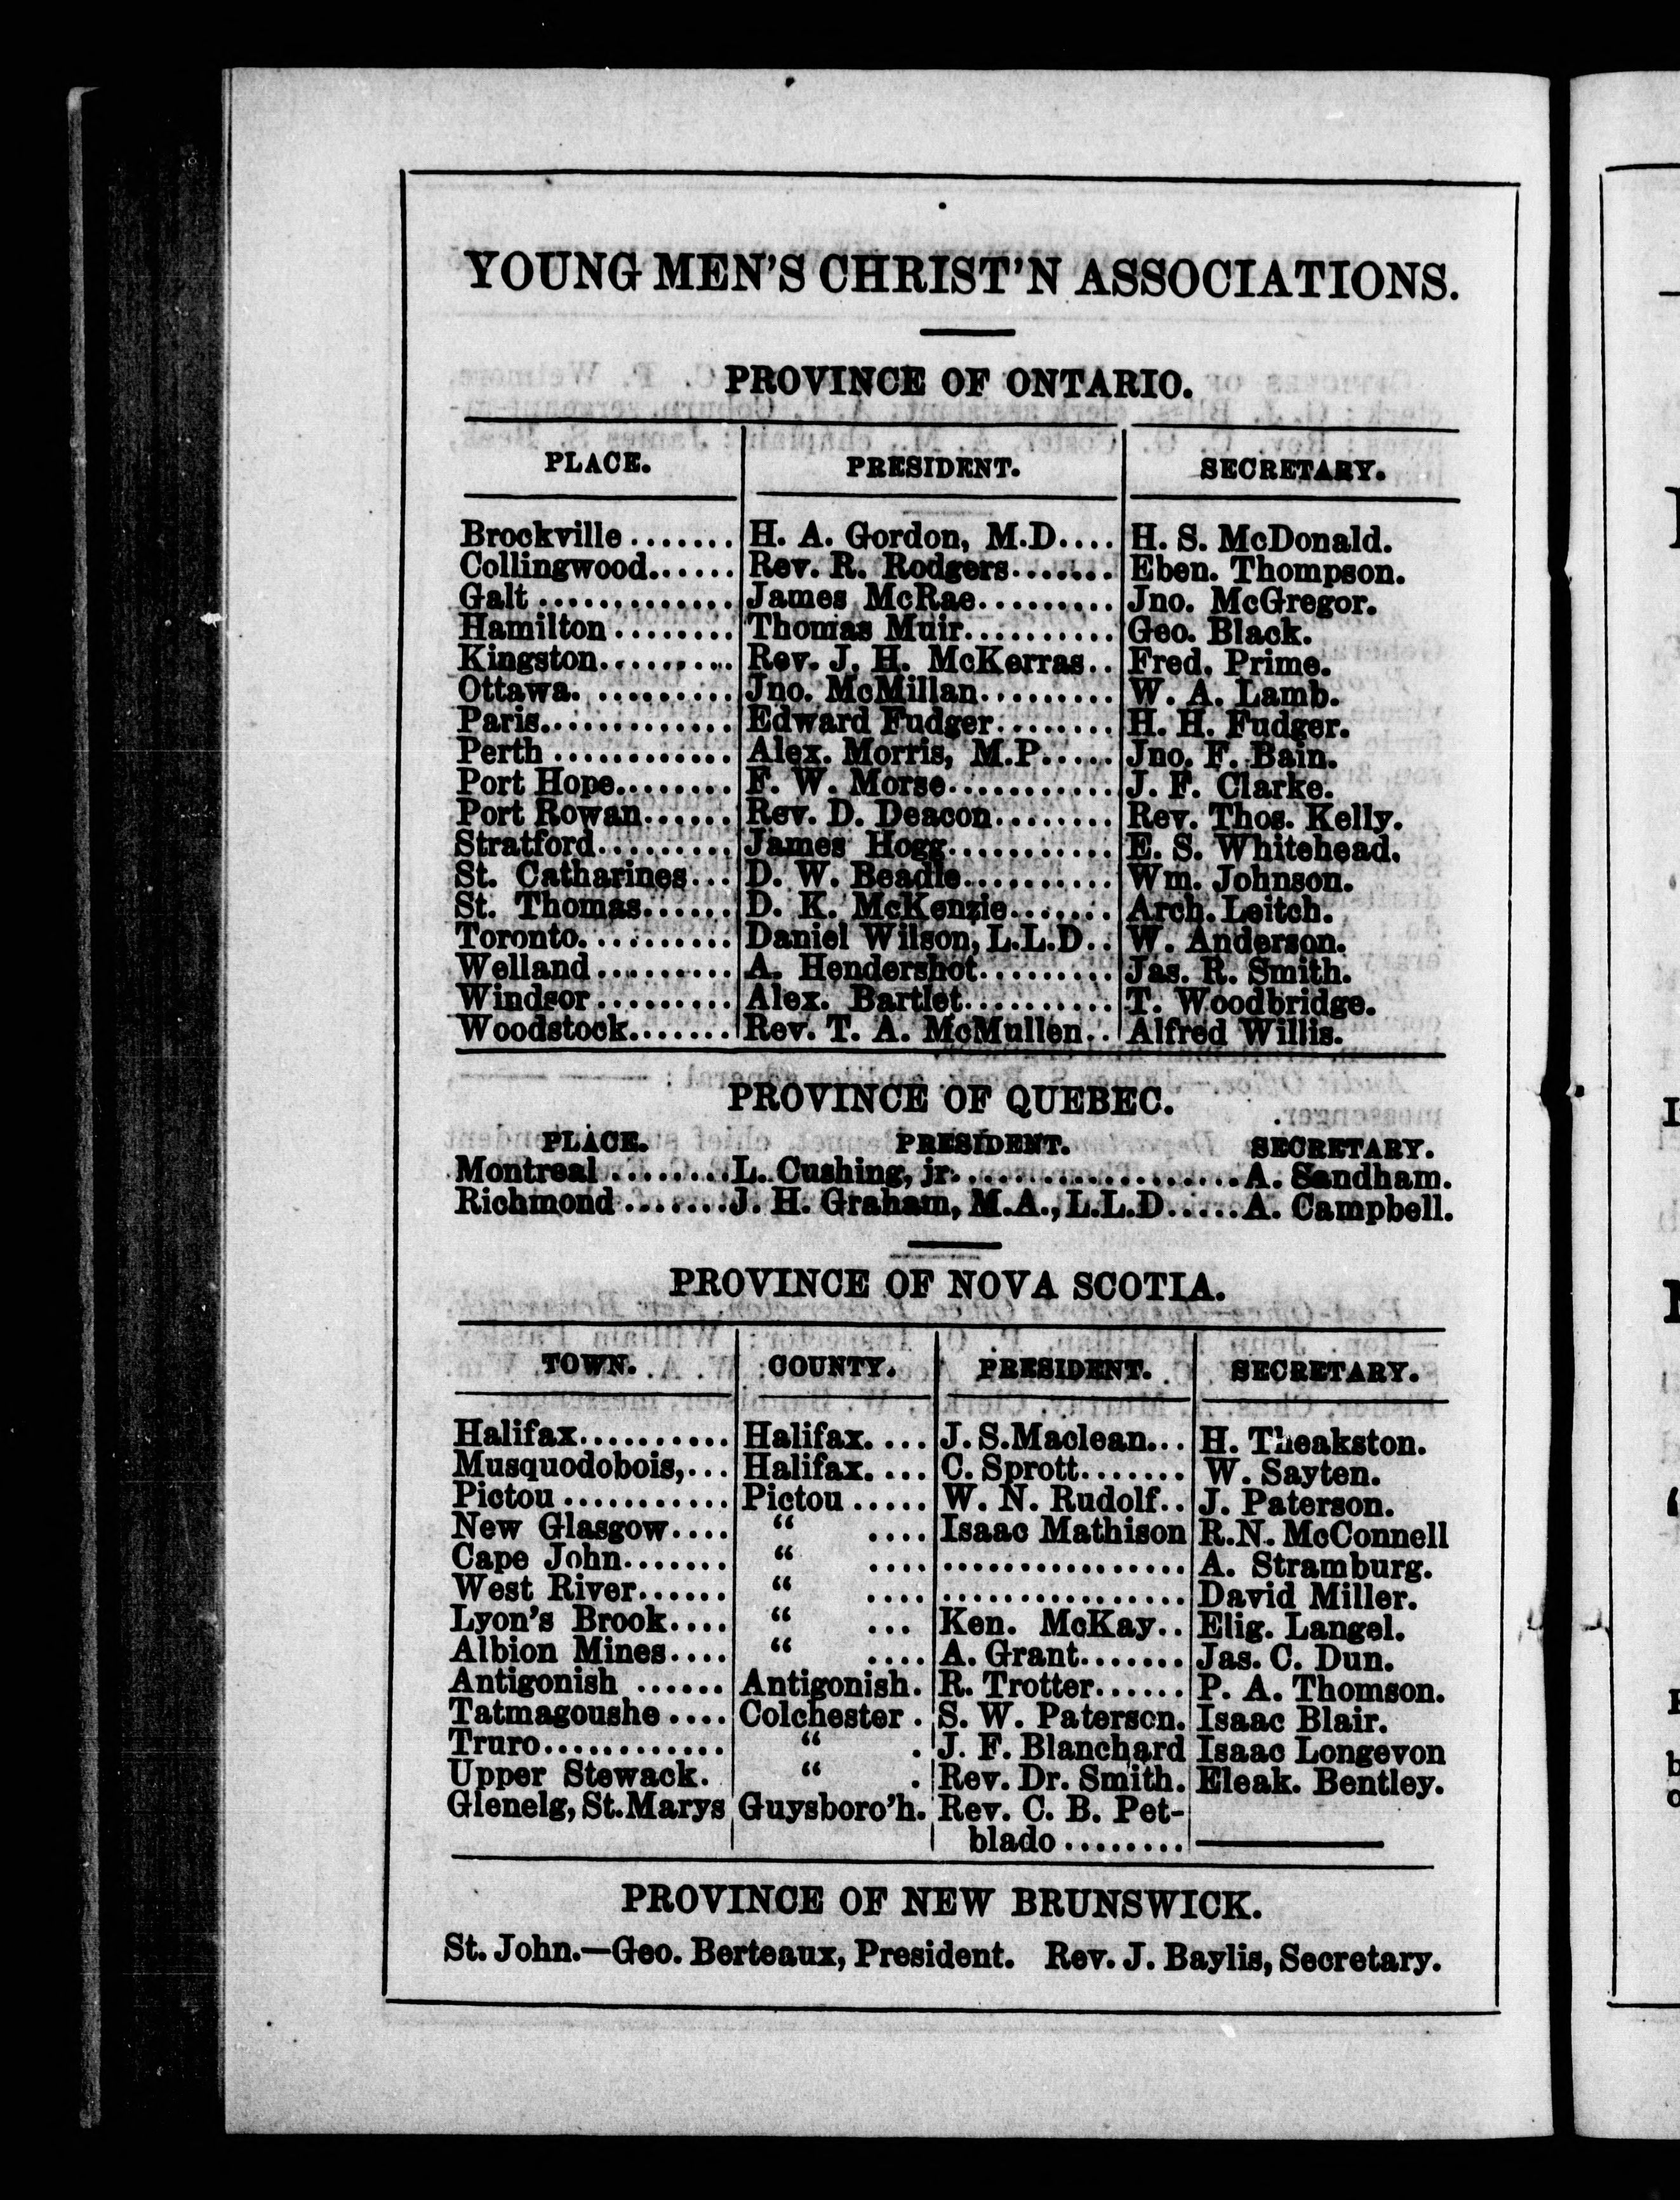 YOUNG MEN'S CHRIST'N ASSOCIATIONS.
PROVINCE OF ONTARIO.
PLACE. PRESIDENT. SECRETARY.
Brockville....... H. A. Gordon, M.D.... H. S. McDonald.
Collingwood...... Rev. R. Rodgers....... Eben. Thompson.
Galt ............. James McRae.......... Jno. McGregor.
Hamilton........ Thomas Muir........... Geo. Black.
Kingston......... Rev. J. H. McKerras.. Fred. Prime.
Ottawa. ......... Jno. McMillan......... W. A. Lamb.
Paris............. Edward Fudger........ H. H. Fudger.
Perth ............ Alex. Morris, M.P..... Jno. F. Bain.
Port Hope........ F. W. Morse............ J. F. Clarke.
Port Rowan...... Rev. D. Deacon........ Rev. Thos. Kelly.
Stratford......... James Hogg........... E. S. Whitehead.
St. Catharines... D. W. Beadle.......... Wm. Johnson.
St. Thomas...... D. K. McKenzie....... Arch. Leitch.
Toronto. ......... Daniel Wilson, L.L.D.. W. Anderson.
Welland ......... A. Hendershot......... Jas. R. Smith.
Windsor......... Alex. Bartlet.......... T. Woodbridge.
Woodstock....... Rev. T. A. McMullen.. Alfred Willis.
PROVINCE OF QUEBEC.
PLACE. PRESIDENT. SECRETARY.
Montreal ........L. Cushing, jr....................A. Sandham.
Richmond .......J. H. Graham, M.A., L.L.D.....A. Campbell.
PROVINCE OF NOVA SCOTIA.
TOWN. COUNTY. PRESIDENT. SECRETARY.
Halifax.......... Halifax.... J. S. Maclean... H. Theakston.
Musquodobois,... Halifax.... C. Sprott....... W. Sayten.
Pictou ........... Pictou...... W. N. Rudolf.. J. Paterson.
New Glasgow.... “ .... Isaac Mathison R.N. McConnell
Cape John....... “ .... ................ A. Stramburg.
West River...... “ .... ................ David Miller.
Lyon's Brook.... “ ... Ken. McKay.. Elig. Langel.
Albion Mines.... “ .... A. Grant....... Jas. C. Dun.
Antigonish ...... Antigonish. R. Trotter...... P. A. Thomson.
Tatmagoushe.... Colchester . S. W. Paterson. Isaac Blair.
Truro............. “ . J. F. Blanchard Isaac Longevon
Upper Stewack. “ . Rev. Dr. Smith. Eleak. Bentley.
Glenelg, St.Marys Guysboro'h. Rev. C. B. Pet-
blado........ ———
PROVINCE OF NEW BRUNSWICK.
St. John.—Geo. Berteaux, President. Rev. J. Baylis, Secretary.